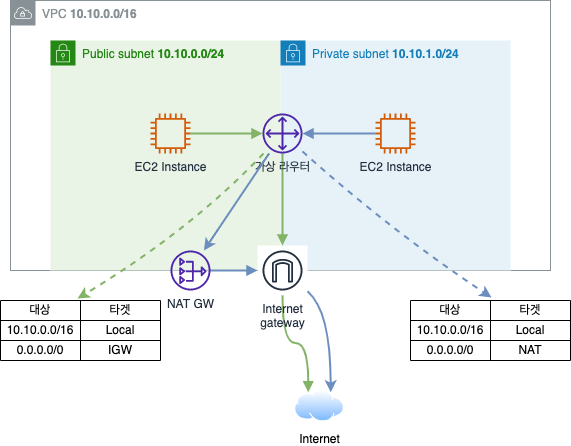 VPC 10.10.0.0/16
Public subnet 10.10.0.0/24
Private subnet 10.10.1.0/24
EC2 Instance
가상 라우터
EC2 Instance
NAT GW
Internet
gateway
대상 타겟
10.10.0.0/16 Local
0.0.0.0/0 IGW
대상 타겟
10.10.0.0/16 Local
0.0.0.0/0 NAT
Internet